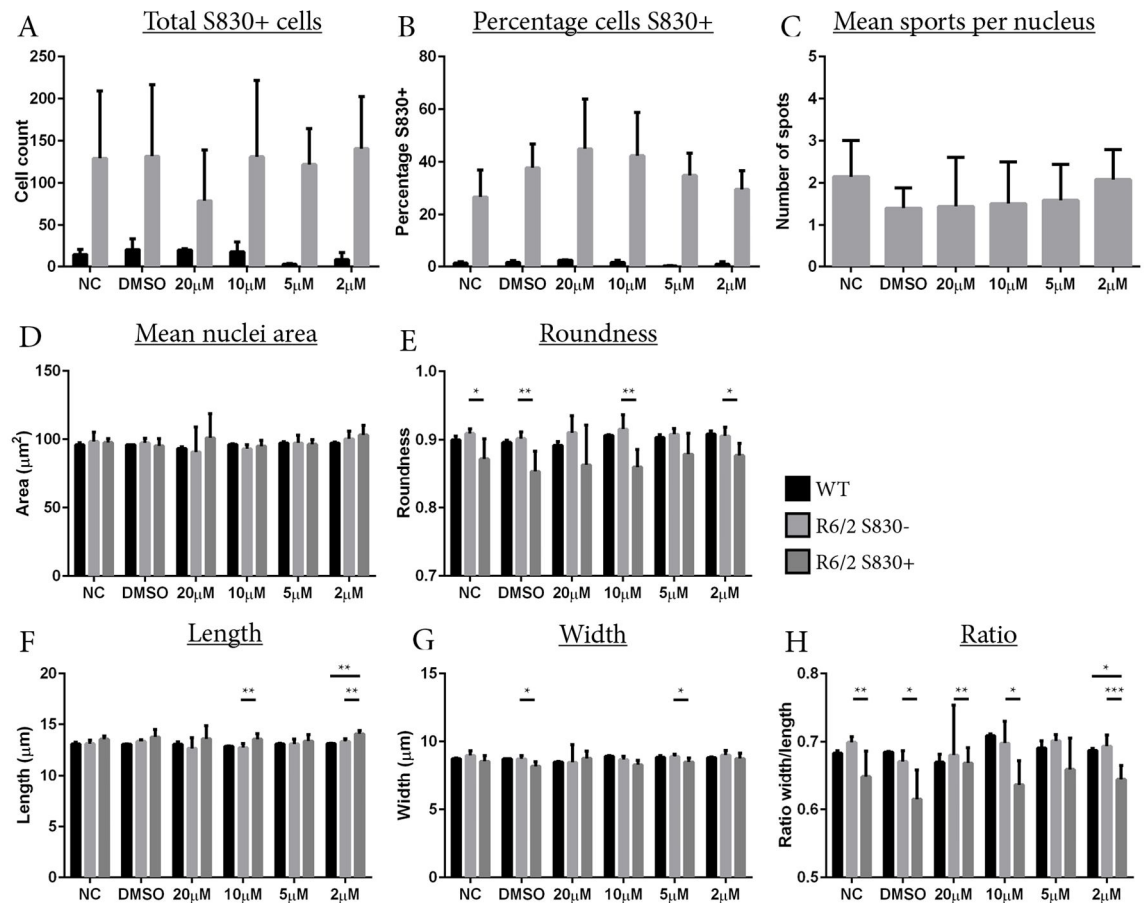 A Total S830+ cells
Cell count
250
200
150
100
50
0
NC DMSO 20μM 10μM 5μM 2μM
B Percentage cells S830+
Percentage S830+
80
60
40
20
0
NC DMSO 20μM 10μM 5μM 2μM
C Mean sports per nucleus
Number of spots
5
4
3
2
1
0
NC DMSO 20μM 10μM 5μM 2μM
D Mean nuclei area
Area (μm²)
150
100
50
0
NC DMSO 20μM 10μM 5μM 2μM
E Roundness
Roundness
1.0
0.9
0.8
0.7
* ** ** *
NC DMSO 20μM 10μM 5μM 2μM
WT
R6/2 S830-
R6/2 S830+
F Length
Length (μm)
20
15
10
5
0
**
** **
NC DMSO 20μM 10μM 5μM 2μM
G Width
Width (μm)
15
10
5
0
* *
NC DMSO 20μM 10μM 5μM 2μM
H Ratio
Ratio width/length
0.8
0.7
0.6
0.5
*
** * ** * ***
NC DMSO 20μM 10μM 5μM 2μM